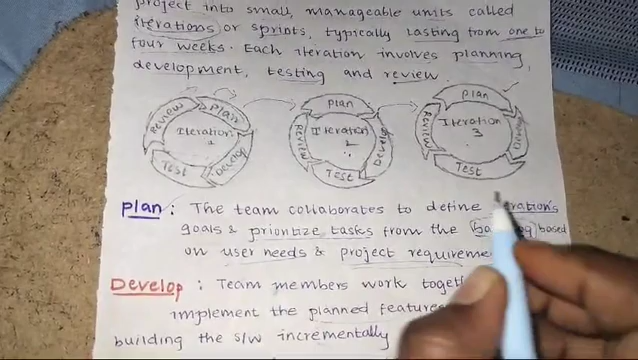 project into small, manageable units called
iterations or sprints, typically lasting from one to
four weeks. Each iteration involves planning,
development, testing and review.
Plan
Develop
Test
Review
Iteration
1
Plan
Develop
Test
Review
Iteration
2
Plan
Develop
Test
Review
Iteration
3
Plan : The team collaborates to define
goals & prioritize tasks from the based
on user needs & project
Develop : Team members work
implement the planned
building the s/w incrementally